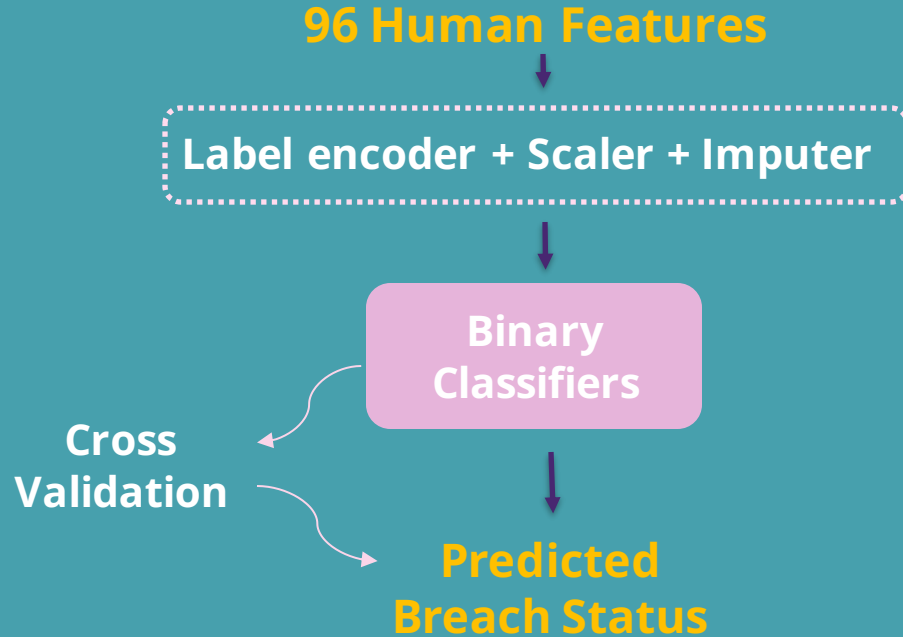 96 Human Features
Label encoder + Scaler + Imputer
Binary
Classifiers
Cross
Validation
Predicted
Breach Status